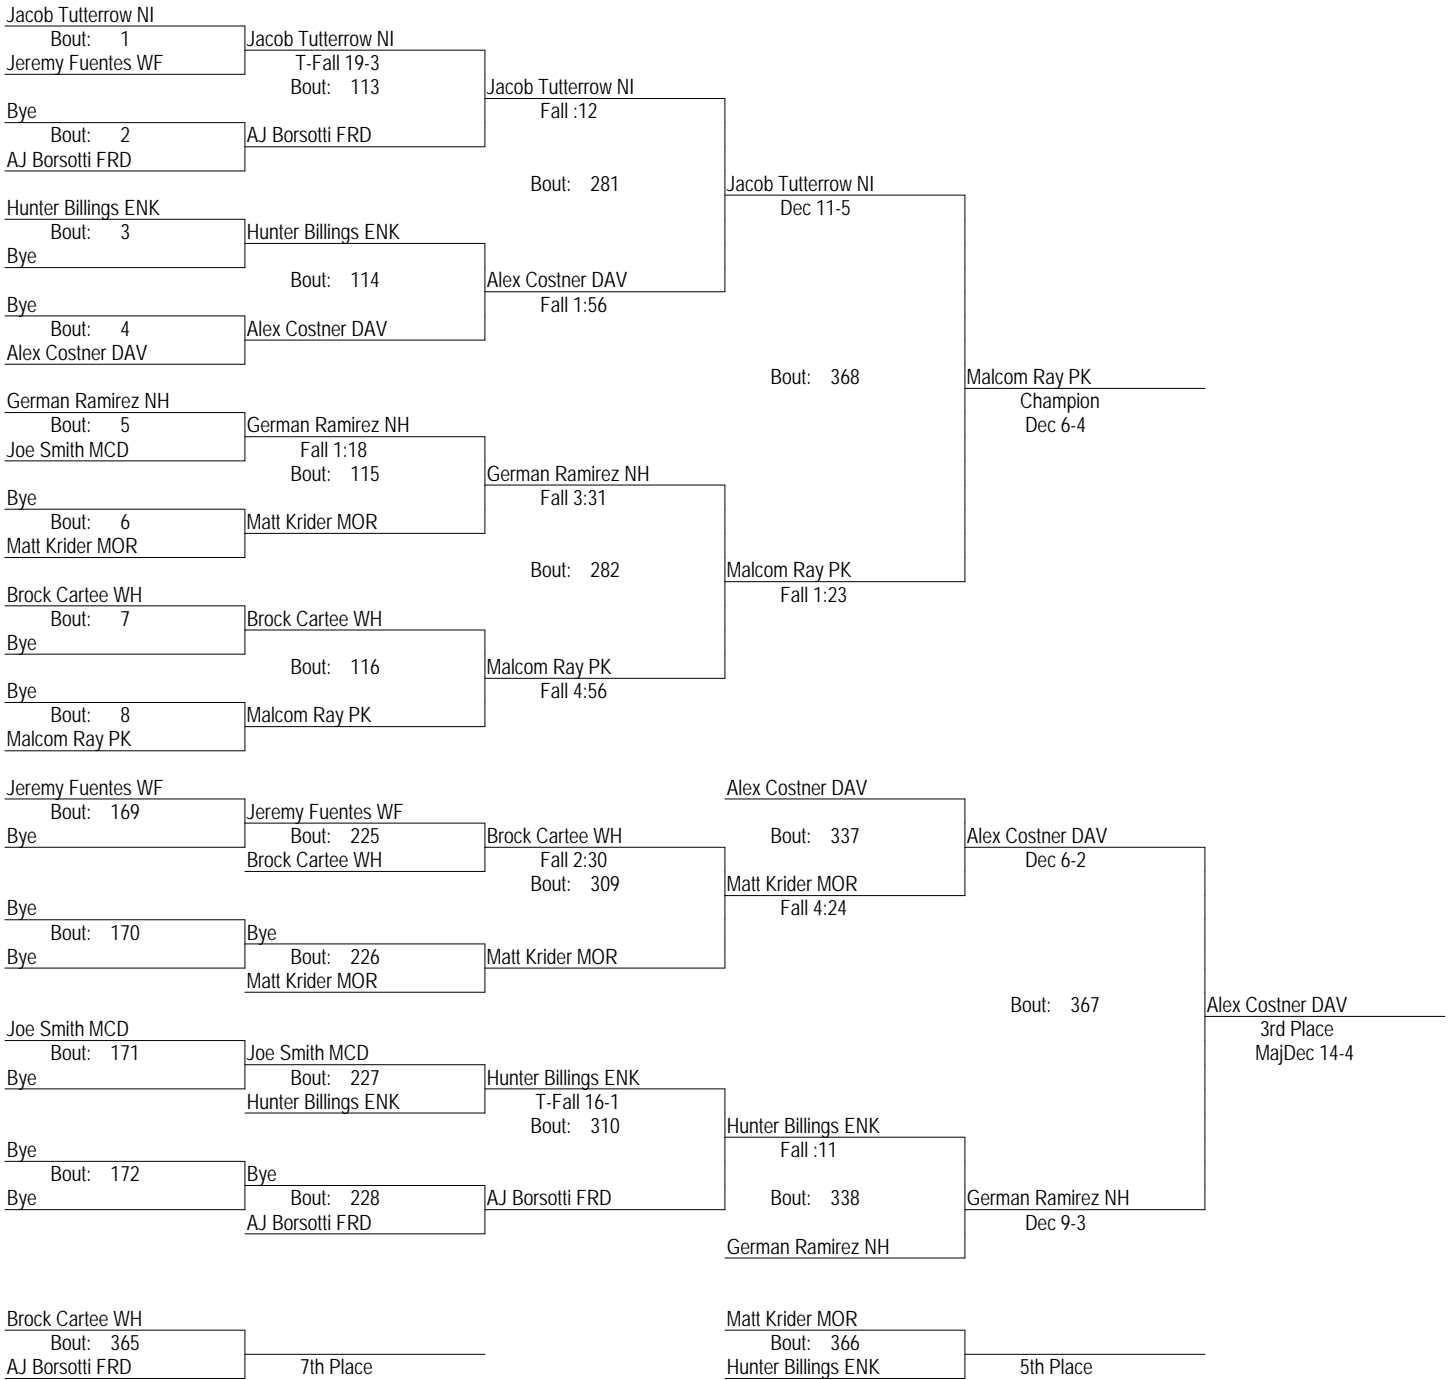 Jacob Tutterrow NI
Bout: 1 Jacob Tutterrow NI
Jeremy Fuentes WF T-Fall 19-3
Bout: 113 Jacob Tutterrow NI
Bye Fall :12
Bout: 2 AJ Borsotti FRD
AJ Borsotti FRD
Bout: 281 Jacob Tutterrow NI
Hunter Billings ENK Dec 11-5
Bout: 3 Hunter Billings ENK
Bye
Bout: 114 Alex Costner DAV
Bye Fall 1:56
Bout: 4 Alex Costner DAV
Alex Costner DAV
Bout: 368 Malcom Ray PK
German Ramirez NH Champion
Bout: 5 German Ramirez NH Dec 6-4
Joe Smith MCD Fall 1:18
Bout: 115 German Ramirez NH
Bye Fall 3:31
Bout: 6 Matt Krider MOR
Matt Krider MOR
Bout: 282 Malcom Ray PK
Brock Cartee WH Fall 1:23
Bout: 7 Brock Cartee WH
Bye
Bout: 116 Malcom Ray PK
Bye Fall 4:56
Bout: 8 Malcom Ray PK
Malcom Ray PK
Jeremy Fuentes WF Alex Costner DAV
Bout: 169 Jeremy Fuentes WF
Bye Bout: 225 Brock Cartee WH Bout: 337 Alex Costner DAV
Brock Cartee WH Fall 2:30 Dec 6-2
Bout: 309 Matt Krider MOR
Bye Fall 4:24
Bout: 170 Bye
Bye Bout: 226 Matt Krider MOR
Matt Krider MOR
Bout: 367 Alex Costner DAV
Joe Smith MCD 3rd Place
Bout: 171 Joe Smith MCD MajDec 14-4
Bye Bout: 227 Hunter Billings ENK
Hunter Billings ENK T-Fall 16-1
Bout: 310 Hunter Billings ENK
Bye Fall :11
Bout: 172 Bye
Bye Bout: 228 AJ Borsotti FRD Bout: 338 German Ramirez NH
AJ Borsotti FRD Dec 9-3
German Ramirez NH
Brock Cartee WH Matt Krider MOR
Bout: 365 Bout: 366
AJ Borsotti FRD 7th Place Hunter Billings ENK 5th Place